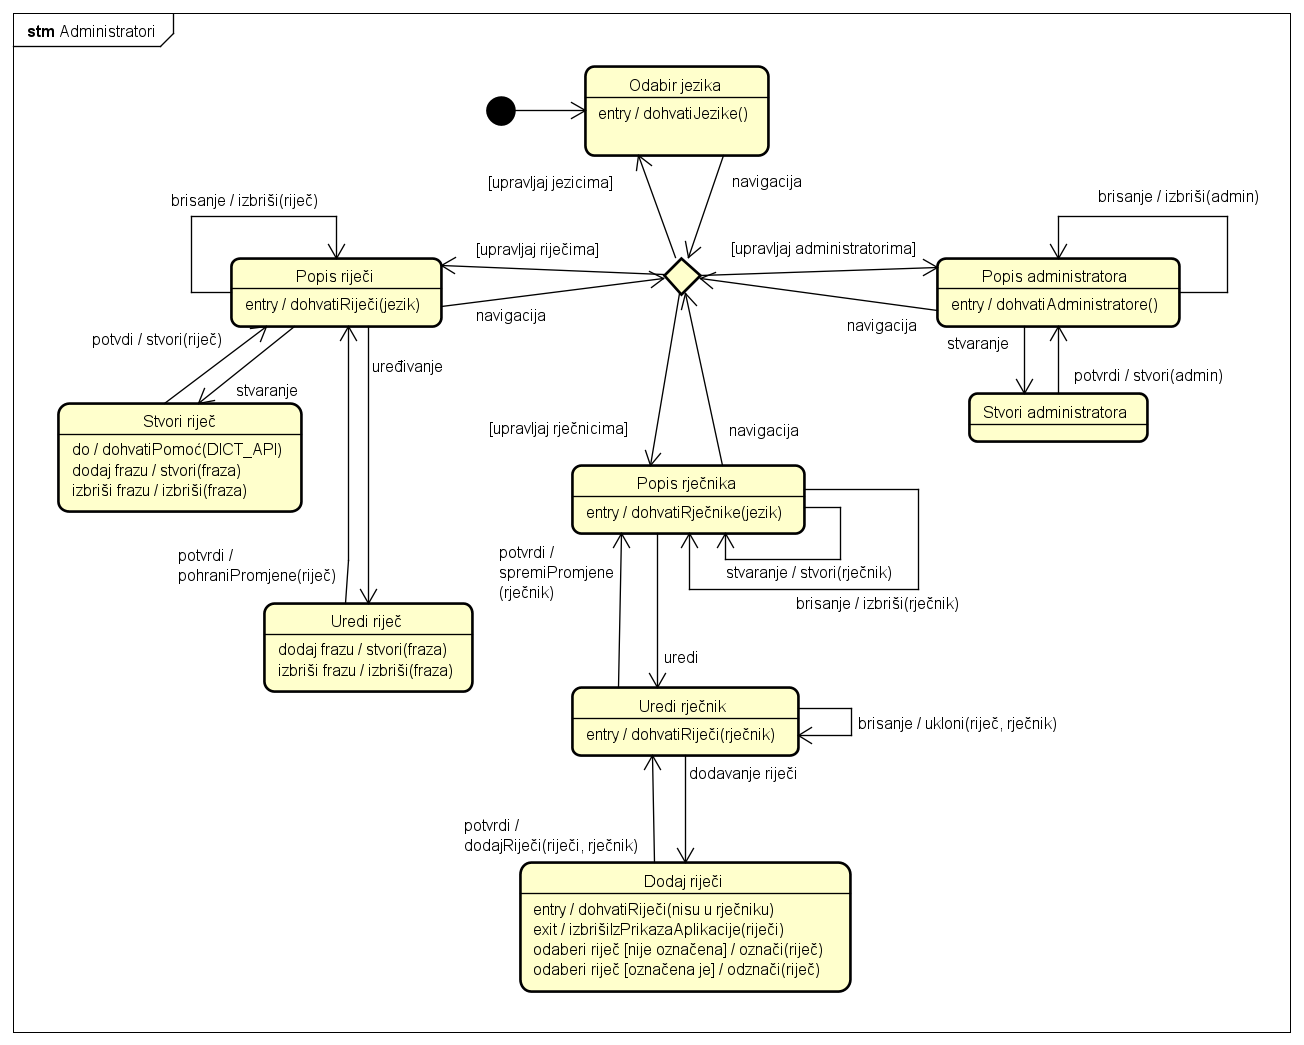 stm Administratori
Odabir jezika
entry / dohvatiJezike()
[upravljaj jezicima]
navigacija
brisanje / izbriši(riječ)
brisanje / izbriši(admin)
[upravljaj riječima]
[upravljaj administratorima]
Popis riječi
entry / dohvatiRiječi(jezik)
Popis administratora
entry / dohvatiAdministratore()
navigacija
navigacija
potvdi / stvori(riječ)
stvaranje
uređivanje
stvaranje
potvrdi / stvori(admin)
Stvori riječ
do / dohvatiPomoć(DICT_API)
dodaj frazu / stvori(fraza)
izbriši frazu / izbriši(fraza)
Stvori administratora
[upravljaj rječnicima]
navigacija
Popis rječnika
entry / dohvatiRječnike(jezik)
potvrdi /
pohraniPromjene(riječ)
potvrdi /
spremiPromjene
(rječnik)
stvaranje / stvori(rječnik)
brisanje / izbriši(rječnik)
Uredi riječ
dodaj frazu / stvori(fraza)
izbriši frazu / izbriši(fraza)
uredi
Uredi rječnik
entry / dohvatiRiječi(rječnik)
brisanje / ukloni(riječ, rječnik)
dodavanje riječi
potvrdi /
dodajRiječi(riječi, rječnik)
Dodaj riječi
entry / dohvatiRiječi(nisu u rječniku)
exit / izbrišiIzPrikazaAplikacije(riječi)
odaberi riječ [nije označena] / označi(riječ)
odaberi riječ [označena je] / odznači(riječ)